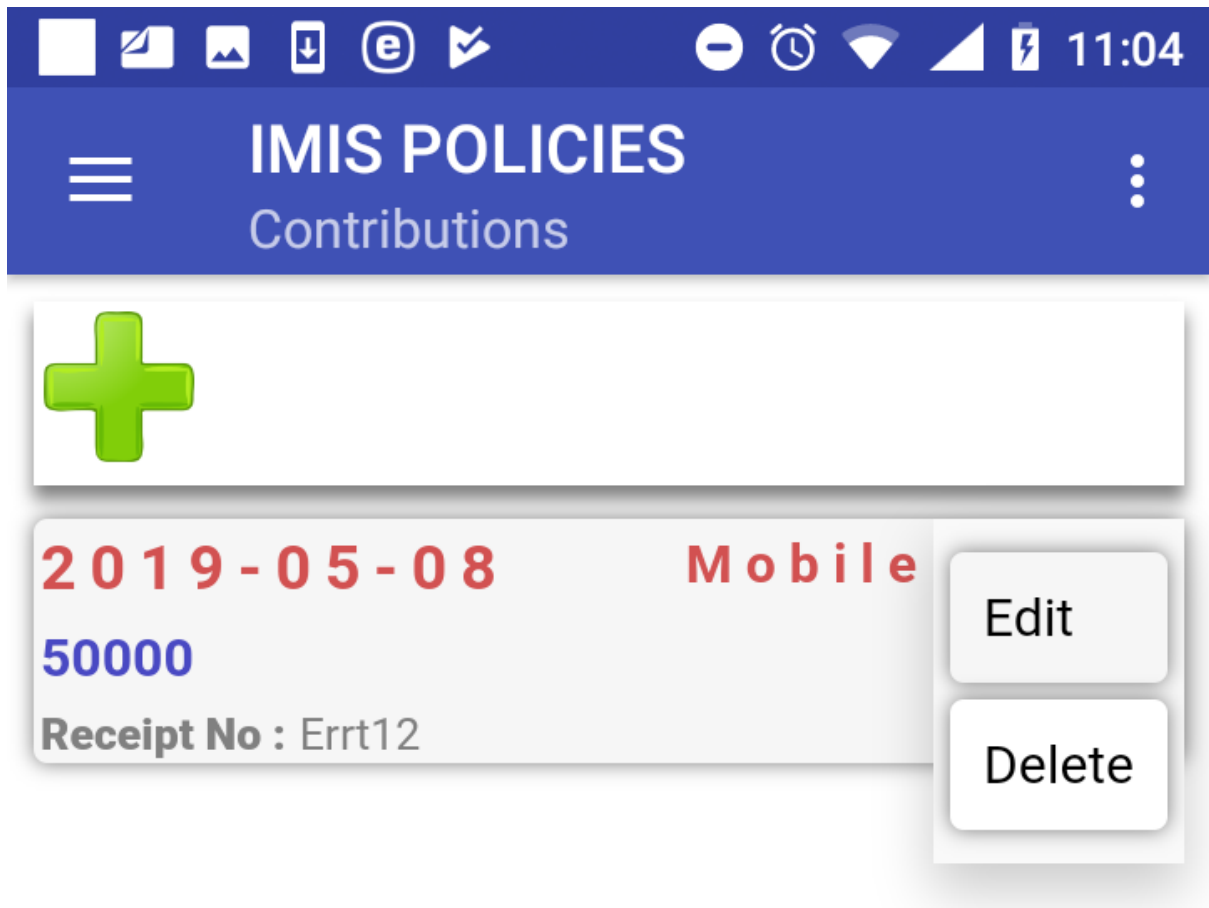 11:04
IMIS POLICIES
Contributions
2019-05-08 Mobile
50000
Receipt No : Errt12
Edit
Delete